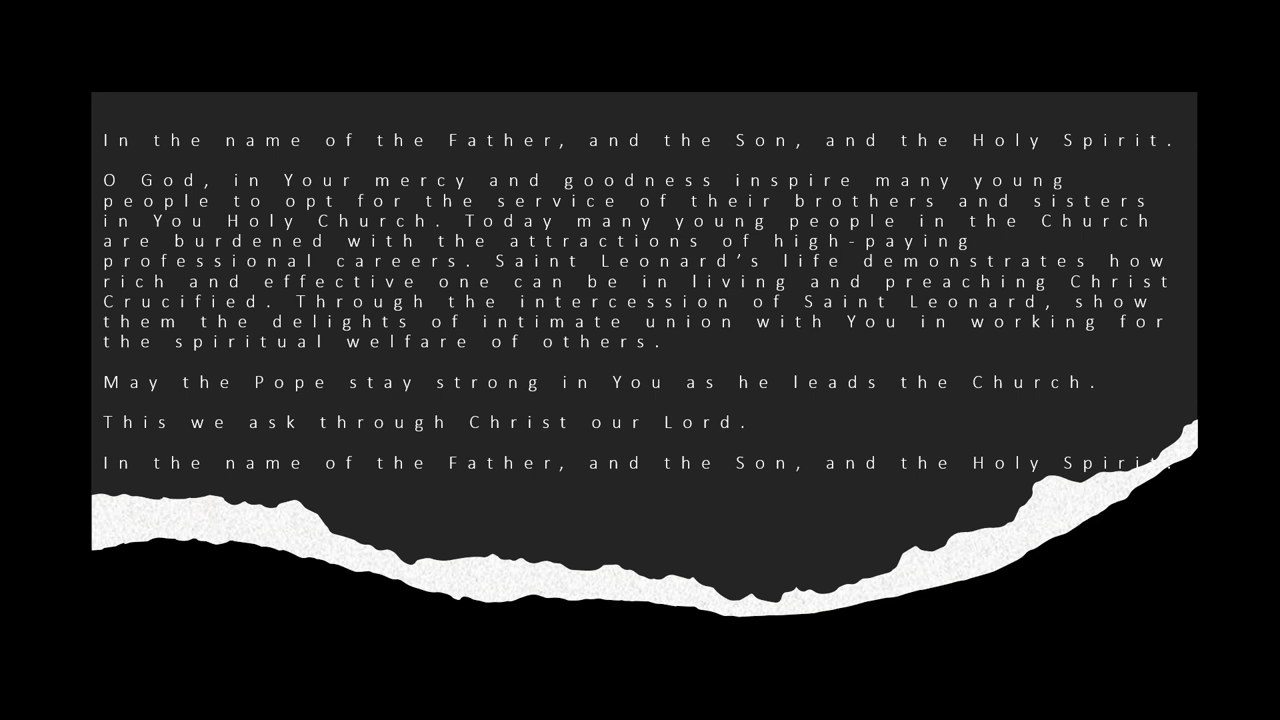 In the name of the Father, and the Son, and the Holy Spirit.
O God, in Your mercy and goodness inspire many young
people to opt for the service of their brothers and sisters
in You Holy Church. Today many young people in the Church
are burdened with the attractions of high-paying
professional careers. Saint Leonard’s life demonstrates how
rich and effective one can be in living and preaching Christ
Crucified. Through the intercession of Saint Leonard, show
them the delights of intimate union with You in working for
the spiritual welfare of others.
May the Pope stay strong in You as he leads the Church.
This we ask through Christ our Lord.
In the name of the Father, and the Son, and the Holy Spirit.